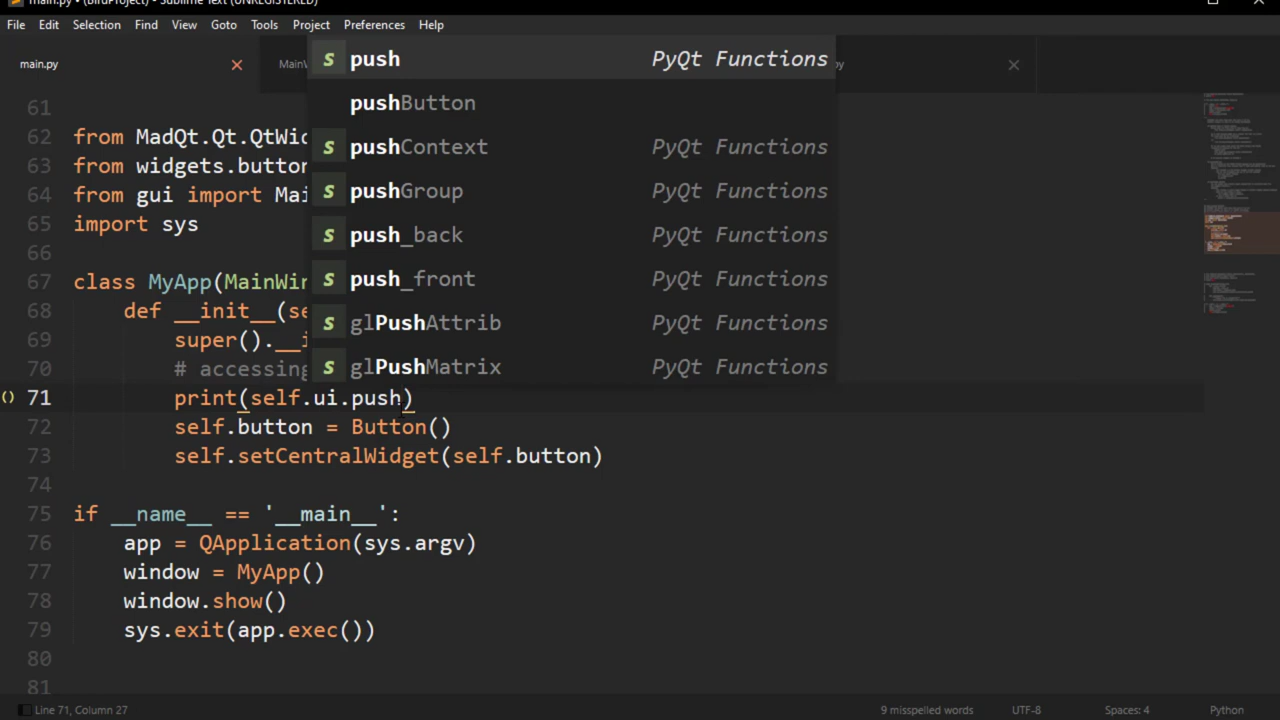 main.py • (BirdProject) - Sublime Text (UNREGISTERED)
File Edit Selection Find View Goto Tools Project Preferences Help
main.py
push PyQt Functions
pushButton
pushContext PyQt Functions
pushGroup PyQt Functions
push_back PyQt Functions
push_front PyQt Functions
glPushAttrib PyQt Functions
glPushMatrix PyQt Functions
61
62 from MadQt.Qt.QtWid
63 from widgets.button
64 from gui import Mai
65 import sys
66
67 class MyApp(MainWin
68 def __init__(se
69 super().__i
70 # accessing
71 print(self.ui.push)
72 self.button = Button()
73 self.setCentralWidget(self.button)
74
75 if __name__ == '__main__':
76 app = QApplication(sys.argv)
77 window = MyApp()
78 window.show()
79 sys.exit(app.exec())
80
81
Line 71, Column 27 9 misspelled words UTF-8 Spaces: 4 Python